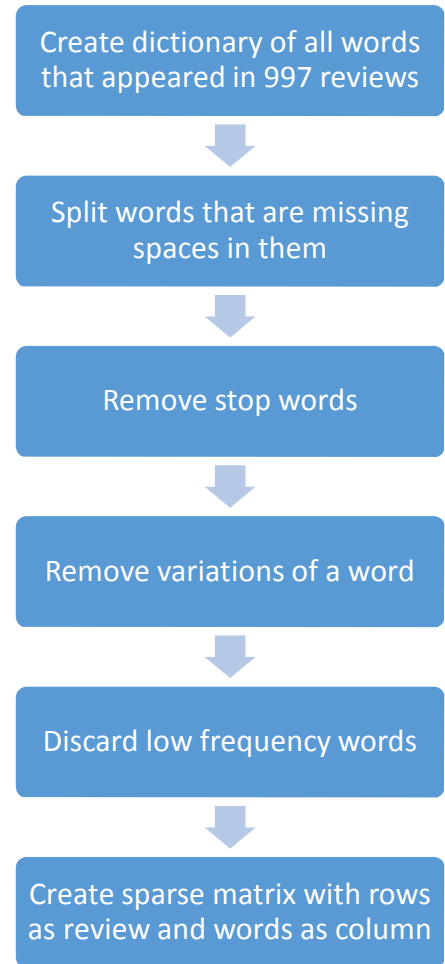 Create dictionary of all words
that appeared in 997 reviews
Split words that are missing
spaces in them
Remove stop words
Remove variations of a word
Discard low frequency words
Create sparse matrix with rows
as review and words as column